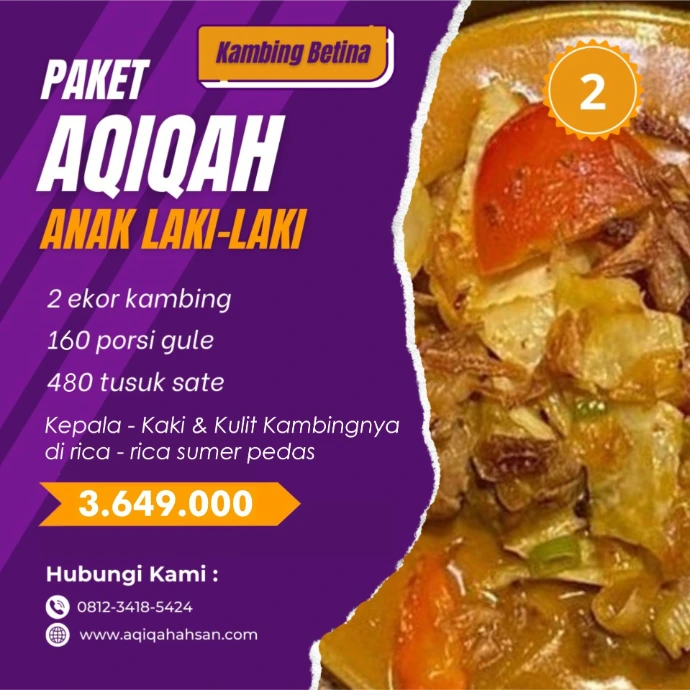 Kambing Betina
PAKET
AQIQAH
ANAK LAKI-LAKI
2
2 ekor kambing
160 porsi gule
480 tusuk sate
Kepala - Kaki & Kulit Kambingnya
di rica - rica sumer pedas
3.649.000
Hubungi Kami :
0812-3418-5424
www.aqiqahahsan.com